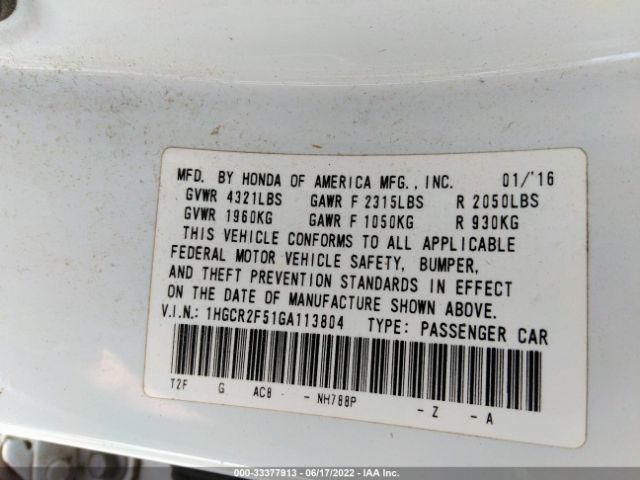 MFD. BY HONDA OF AMERICA MFG., INC. 01/'16
GVWR 4321LBS GAWR F 2315LBS R 2050LBS
GVWR 1960KG GAWR F 1050KG R 930KG
THIS VEHICLE CONFORMS TO ALL APPLICABLE
FEDERAL MOTOR VEHICLE SAFETY, BUMPER,
AND THEFT PREVENTION STANDARDS IN EFFECT
ON THE DATE OF MANUFACTURE SHOWN ABOVE.
V.I.N.: 1HGCR2F51GA113804 TYPE: PASSENGER CAR
T2F G AC8 - NH788P - Z - A
000-33377913 - 06/17/2022 - IAA Inc.